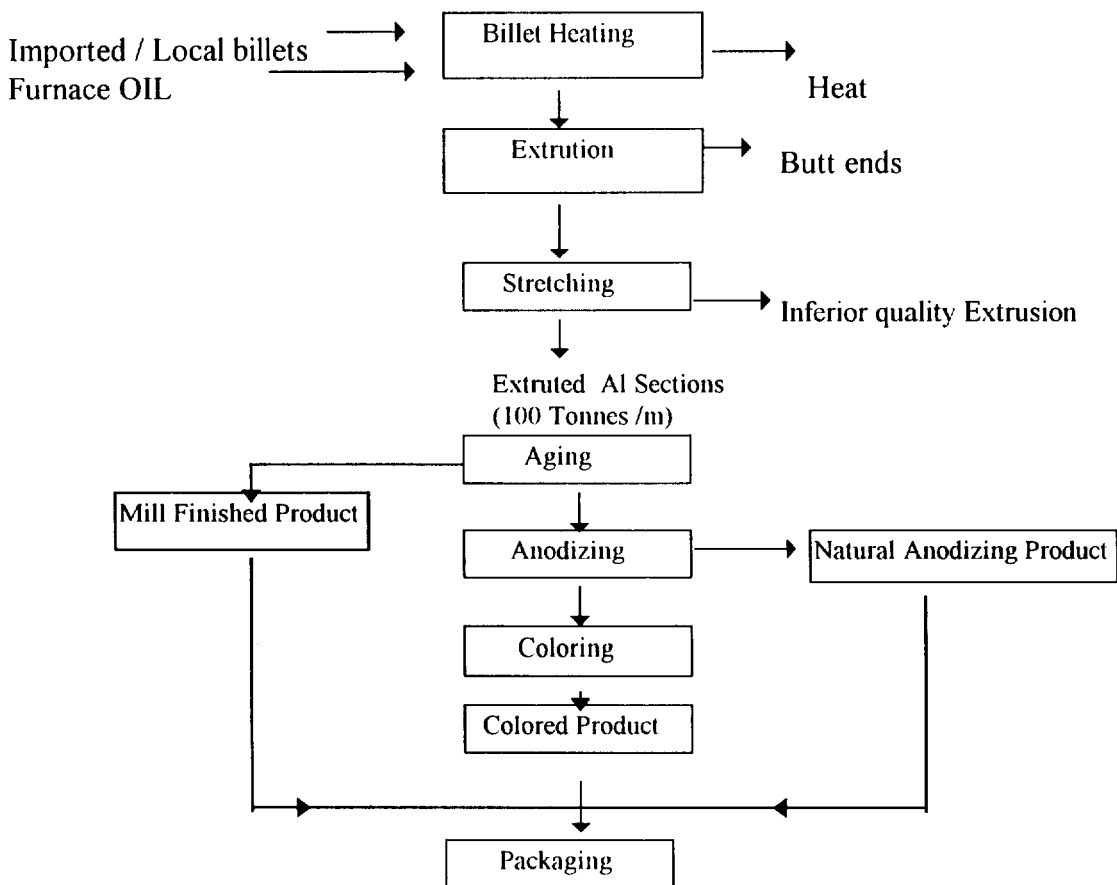 Billet Heating
Imported / Local billets
Furnace OIL
Heat
Extrution
Butt ends
Stretching
Inferior quality Extrusion
Extruted Al Sections
(100 Tonnes /m)
Aging
Mill Finished Product
Anodizing
Natural Anodizing Product
Coloring
Colored Product
Packaging